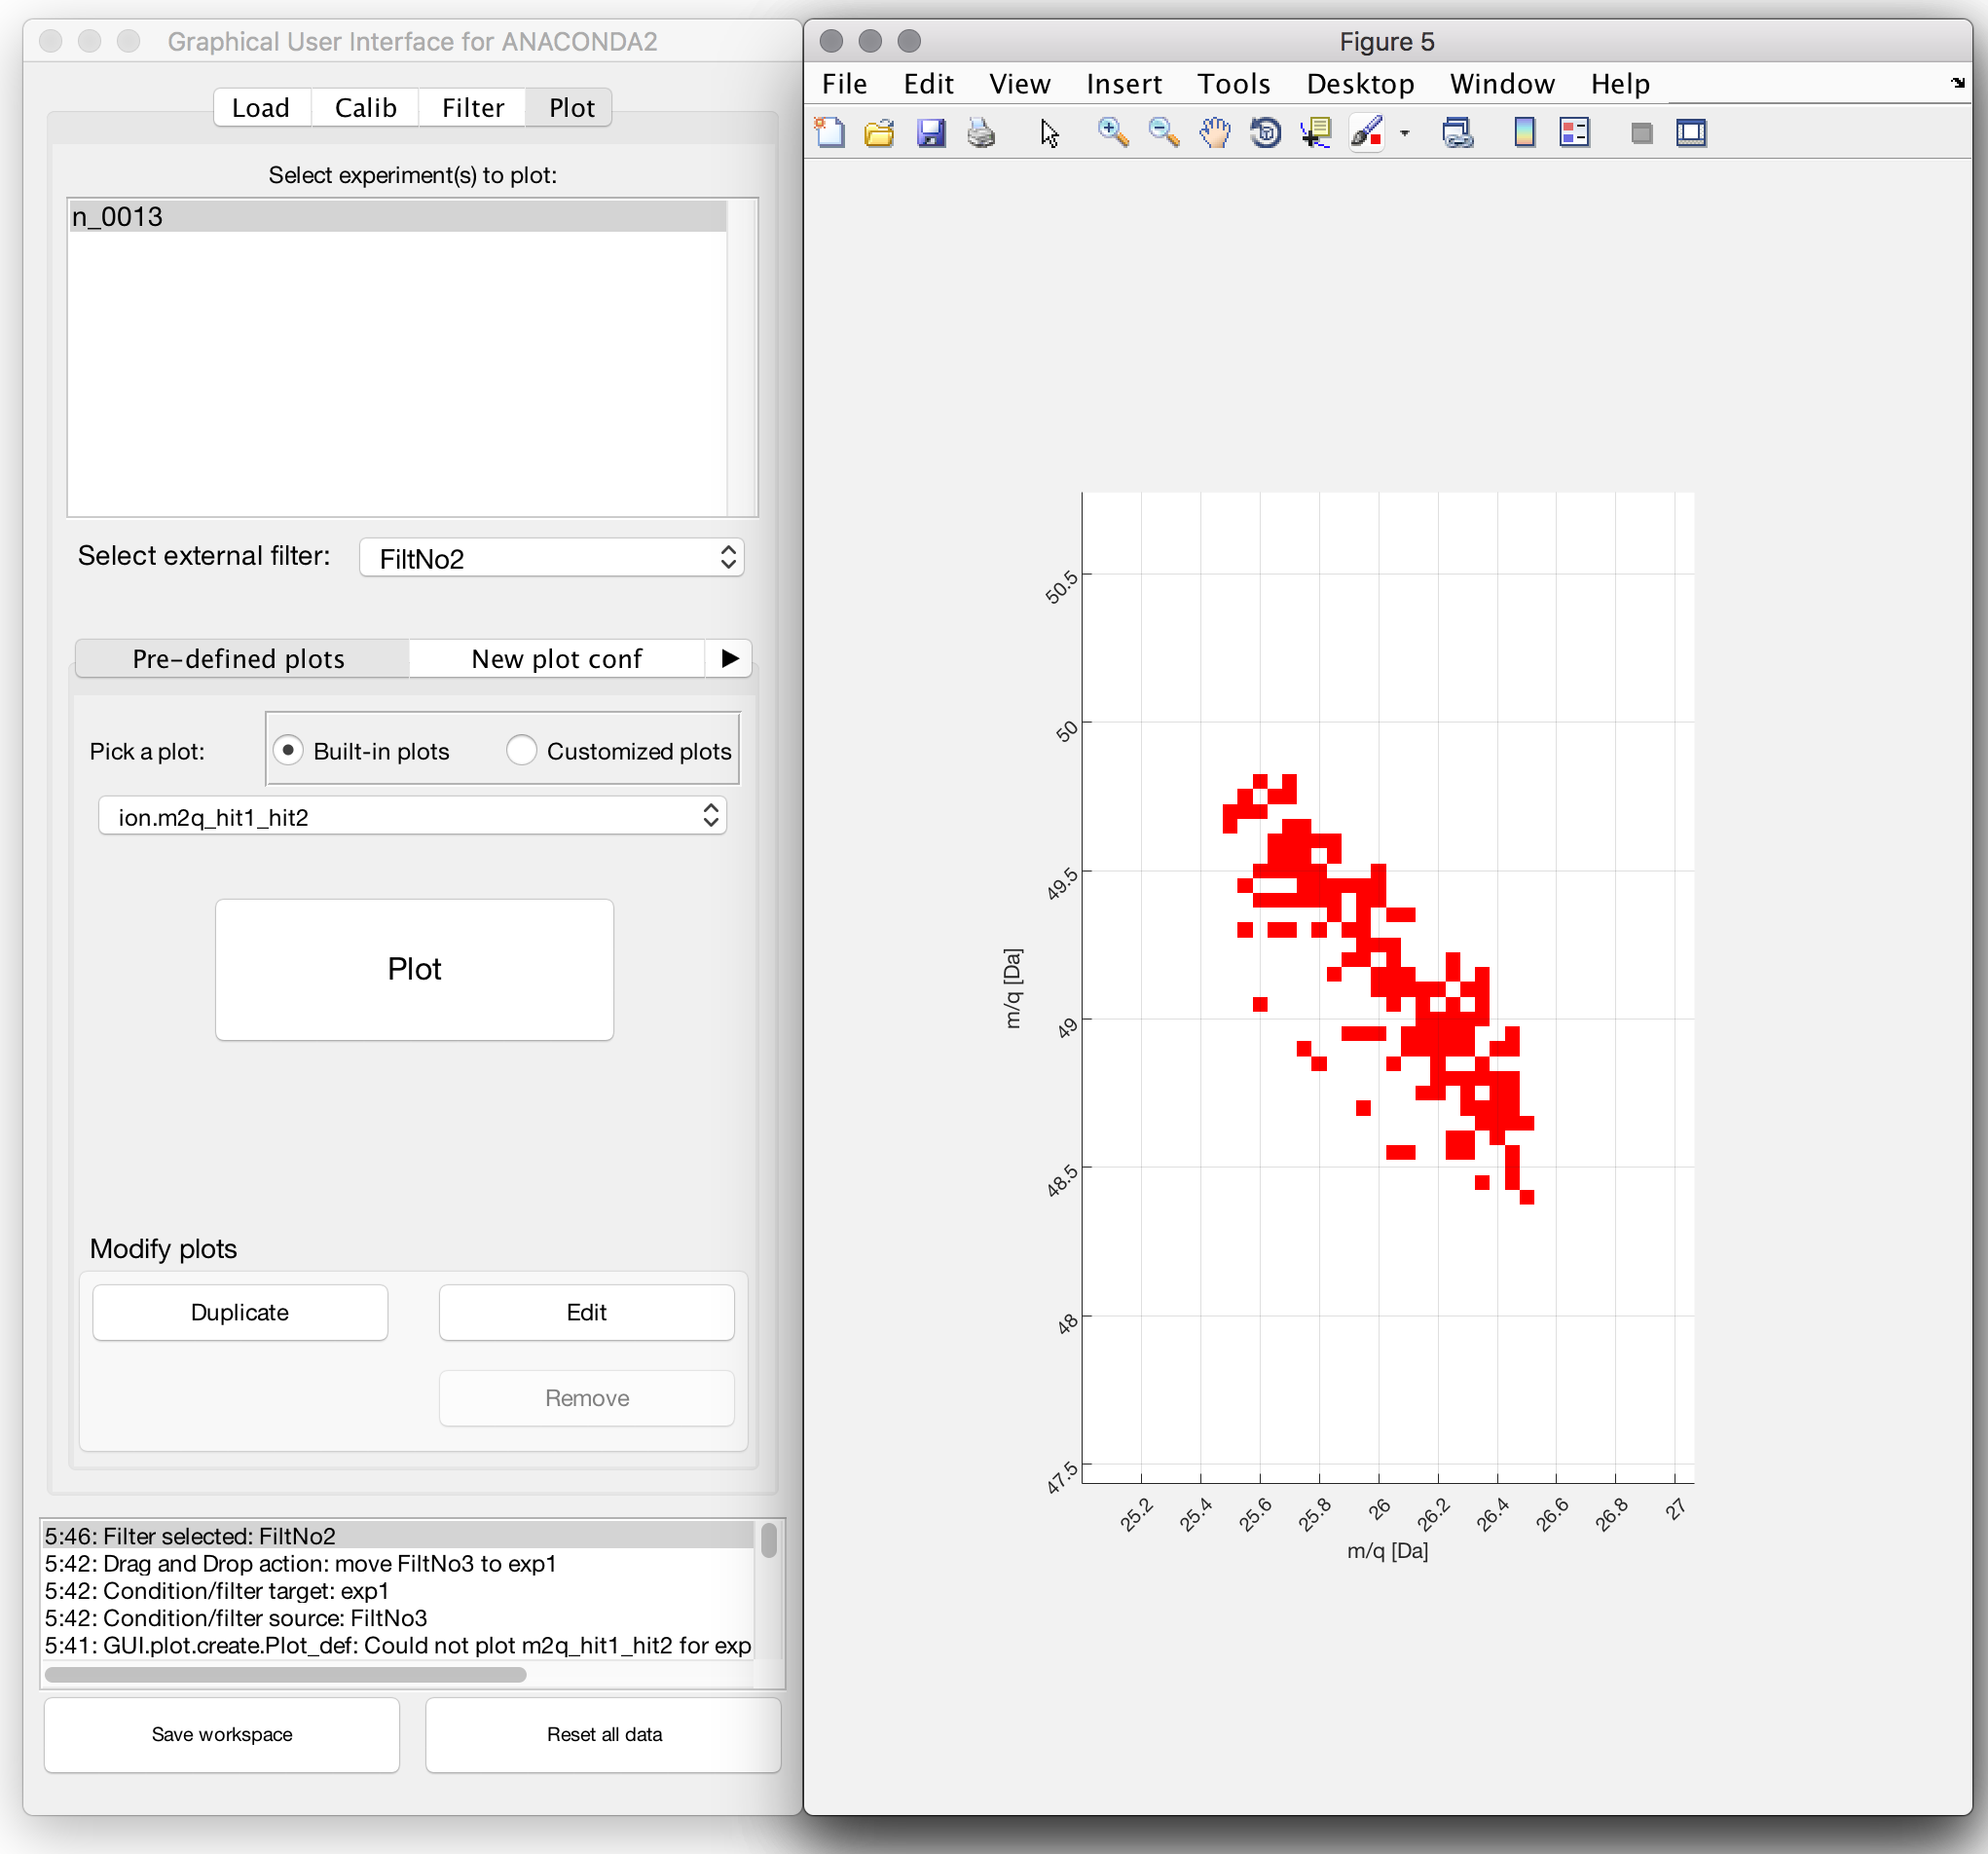 Graphical User Interface for ANACONDA2
Load Calib Filter Plot
Select experiment(s) to plot:
n_0013
Select external filter: FiltNo2
Pre-defined plots New plot conf
Pick a plot: Built-in plots Customized plots
ion.m2q_hit1_hit2
Plot
Modify plots
Duplicate Edit
Remove
5:46: Filter selected: FiltNo2
5:42: Drag and Drop action: move FiltNo3 to exp1
5:42: Condition/filter target: exp1
5:42: Condition/filter source: FiltNo3
5:41: GUI.plot.create.Plot_def: Could not plot m2q_hit1_hit2 for exp
Save workspace Reset all data
Figure 5
File Edit View Insert Tools Desktop Window Help
50.5
50
49.5
49
48.5
48
47.5
m/q [Da]
25.2 25.4 25.6 25.8 26 26.2 26.4 26.6 26.8 27
m/q [Da]